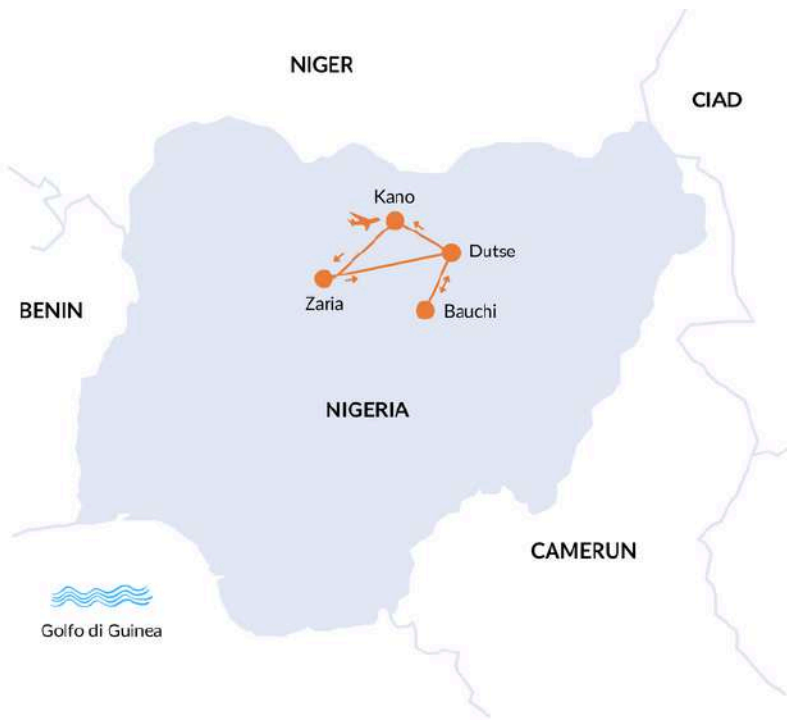 NIGER
CIAD
Kano
Dutse
Zaria
Bauchi
BENIN
NIGERIA
CAMERUN
Golfo di Guinea